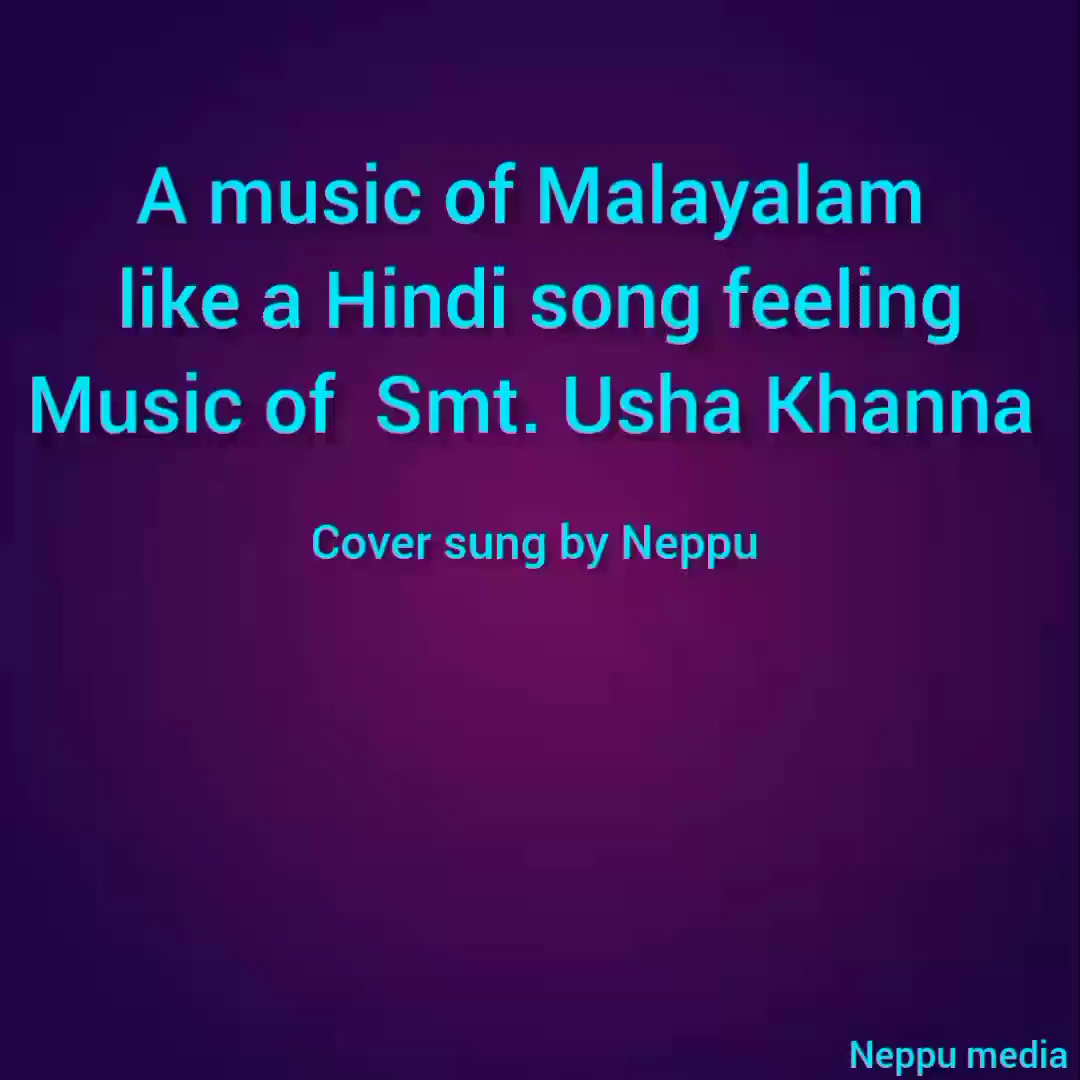 A music of Malayalam
like a Hindi song feeling
Music of Smt. Usha Khanna
Cover sung by Neppu
Neppu media